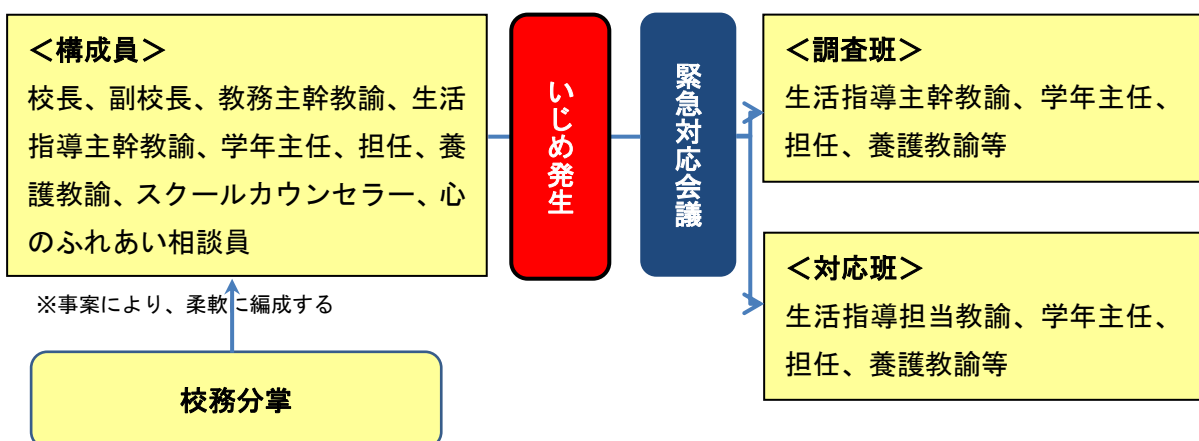 ＜構成員＞
校長、副校長、教務主幹教諭、生活
指導主幹教諭、学年主任、担任、養
護教諭、スクールカウンセラー、心
のふれあい相談員
※事案により、柔軟に編成する
校務分掌
いじめ発生
緊急対応会議
＜調査班＞
生活指導主幹教諭、学年主任、
担任、養護教諭等
＜対応班＞
生活指導担当教諭、学年主任、
担任、養護教諭等